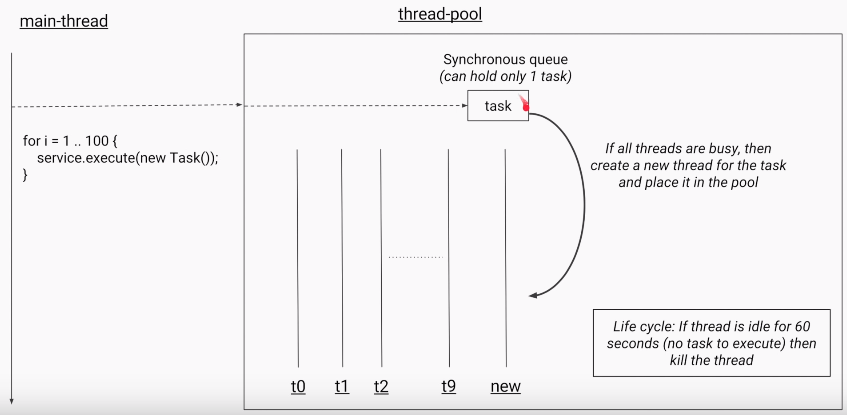 main-thread
thread-pool
Synchronous queue
(can hold only 1 task)
task
for i = 1 .. 100 {
service.execute(new Task());
}
If all threads are busy, then
create a new thread for the task
and place it in the pool
Life cycle: If thread is idle for 60
seconds (no task to execute) then
kill the thread
t0
t1
t2
t9
new